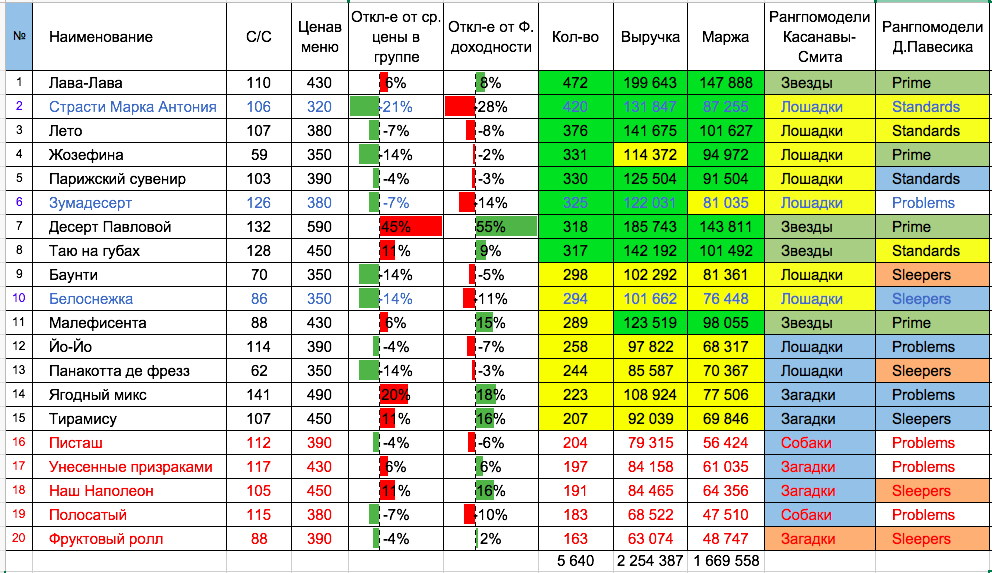 № Наименование С/С Ценав меню Откл-е от ср. цены в группе Откл-е от Ф. доходности Кол-во Выручка Маржа Рангпомодели Касанавы-Смита Рангпомодели Д.Павесика
1 Лава-Лава 110 430 6% 8% 472 199 643 147 888 Звезды Prime
2 Страсти Марка Антония 106 320 -21% -28% 420 131 847 87 255 Лошадки Standards
3 Лето 107 380 -7% -8% 376 141 675 101 627 Лошадки Standards
4 Жозефина 59 350 -14% -2% 331 114 372 94 972 Лошадки Prime
5 Парижский сувенир 103 390 -4% -3% 330 125 504 91 504 Лошадки Standards
6 Зумадесерт 126 380 -7% -14% 325 122 031 81 035 Лошадки Problems
7 Десерт Павловой 132 590 45% 55% 318 185 743 143 811 Звезды Prime
8 Таю на губах 128 450 11% 9% 317 142 192 101 492 Звезды Standards
9 Баунти 70 350 -14% -5% 298 102 292 81 361 Лошадки Sleepers
10 Белоснежка 86 350 -14% -11% 294 101 662 76 448 Лошадки Sleepers
11 Малефисента 88 430 6% 15% 289 123 519 98 055 Звезды Prime
12 Йо-Йо 114 390 -4% -7% 258 97 822 68 317 Лошадки Problems
13 Панакотта де фрезз 62 350 -14% -3% 244 85 587 70 367 Лошадки Sleepers
14 Ягодный микс 141 490 20% 18% 223 108 924 77 506 Загадки Problems
15 Тирамису 107 450 11% 16% 207 92 039 69 846 Загадки Sleepers
16 Писташ 112 390 -4% -6% 204 79 315 56 424 Собаки Problems
17 Унесенные призраками 117 430 6% 6% 197 84 158 61 035 Загадки Problems
18 Наш Наполеон 105 450 11% 16% 191 84 465 64 356 Загадки Sleepers
19 Полосатый 115 380 -7% -10% 183 68 522 47 510 Собаки Problems
20 Фруктовый ролл 88 390 -4% 2% 163 63 074 48 747 Загадки Sleepers
5 640 2 254 387 1 669 558